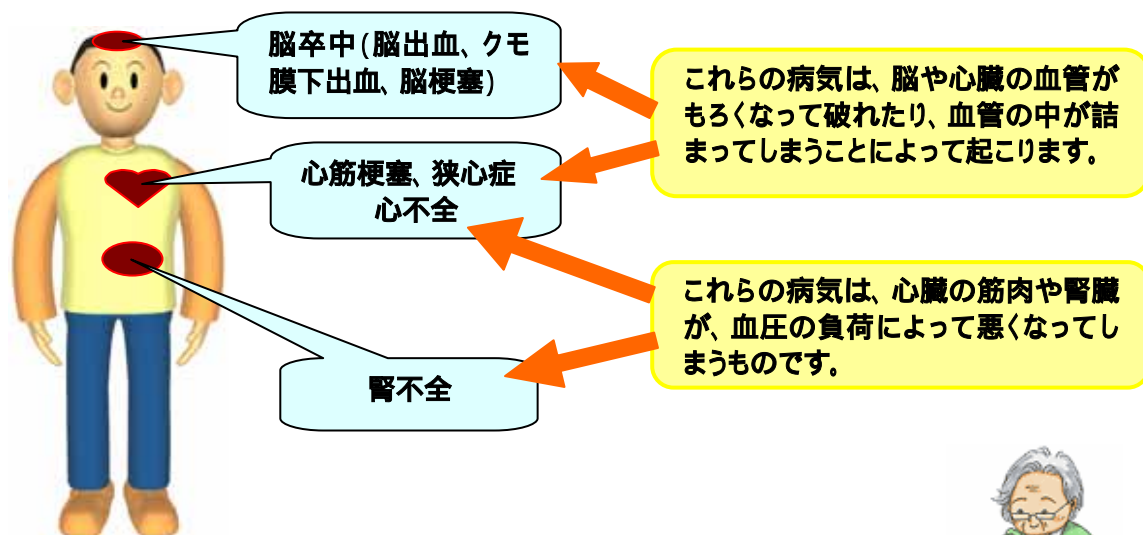 脳卒中(脳出血、クモ
膜下出血、脳梗塞)
これらの病気は、脳や心臓の血管が
もろくなって破れたり、血管の中が詰
まってしまうことによって起こります。
心筋梗塞、狭心症
心不全
これらの病気は、心臓の筋肉や腎臓
が、血圧の負荷によって悪くなってし
まうものです。
腎不全